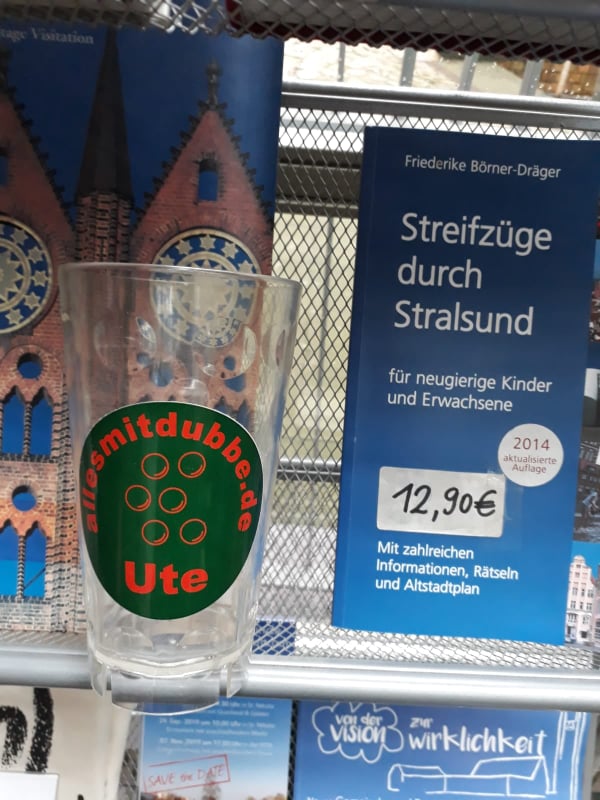 tage Visitation
allesmitdubbe.de
Ute
Friederike Börner-Dräger
Streifzüge
durch
Stralsund
für neugierige Kinder
und Erwachsene
2014
aktualisierte
Auflage
12,90€
Mit zahlreichen
Informationen, Rätseln
und Altstadtplan
SAVE the DATE
von der
VISION
zur
wirklichkeit